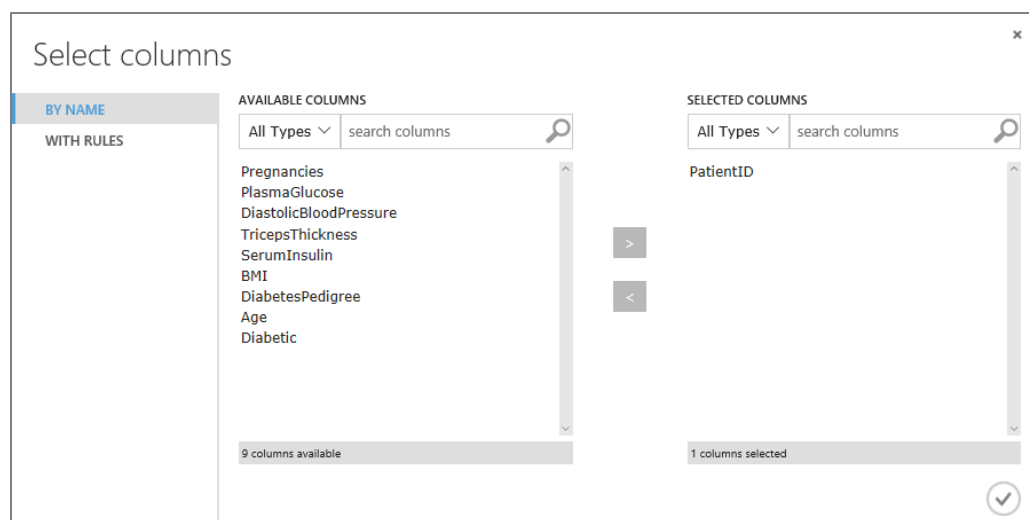 Select columns
BY NAME
WITH RULES
AVAILABLE COLUMNS
All Types
search columns
Pregnancies
PlasmaGlucose
DiastolicBloodPressure
TricepsThickness
SerumInsulin
BMI
DiabetesPedigree
Age
Diabetic
9 columns available
>
<
SELECTED COLUMNS
All Types
search columns
PatientID
1 columns selected